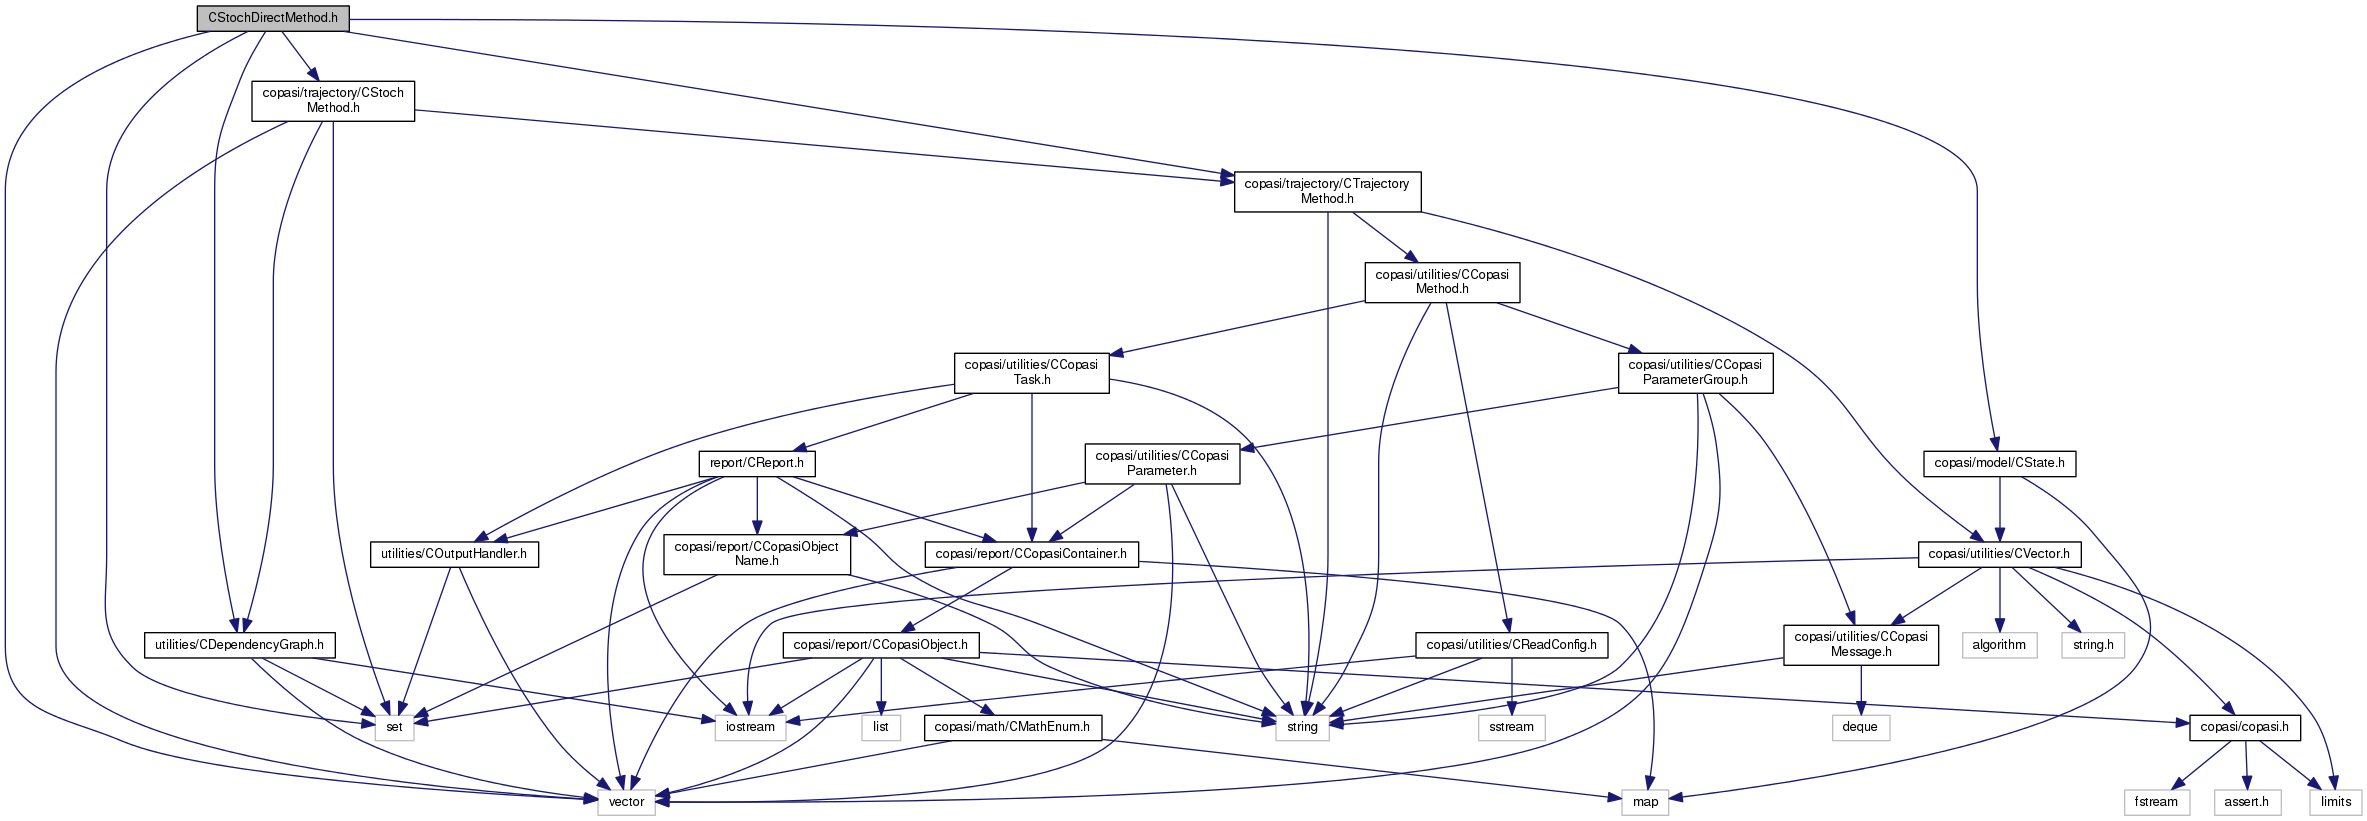 CStochDirectMethod.h
copasi/trajectory/CStoch
Method.h
copasi/trajectory/CTrajectory
Method.h
copasi/utilities/CCopasi
Method.h
copasi/utilities/CCopasi
Task.h
copasi/utilities/CCopasi
ParameterGroup.h
report/CReport.h
copasi/utilities/CCopasi
Parameter.h
copasi/model/CState.h
utilities/COutputHandler.h
copasi/report/CCopasiObject
Name.h
copasi/report/CCopasiContainer.h
copasi/utilities/CVector.h
utilities/CDependencyGraph.h
copasi/report/CCopasiObject.h
copasi/utilities/CReadConfig.h
copasi/utilities/CCopasi
Message.h
algorithm
string.h
set
iostream
list
copasi/math/CMathEnum.h
string
sstream
deque
copasi/copasi.h
vector
map
fstream
assert.h
limits